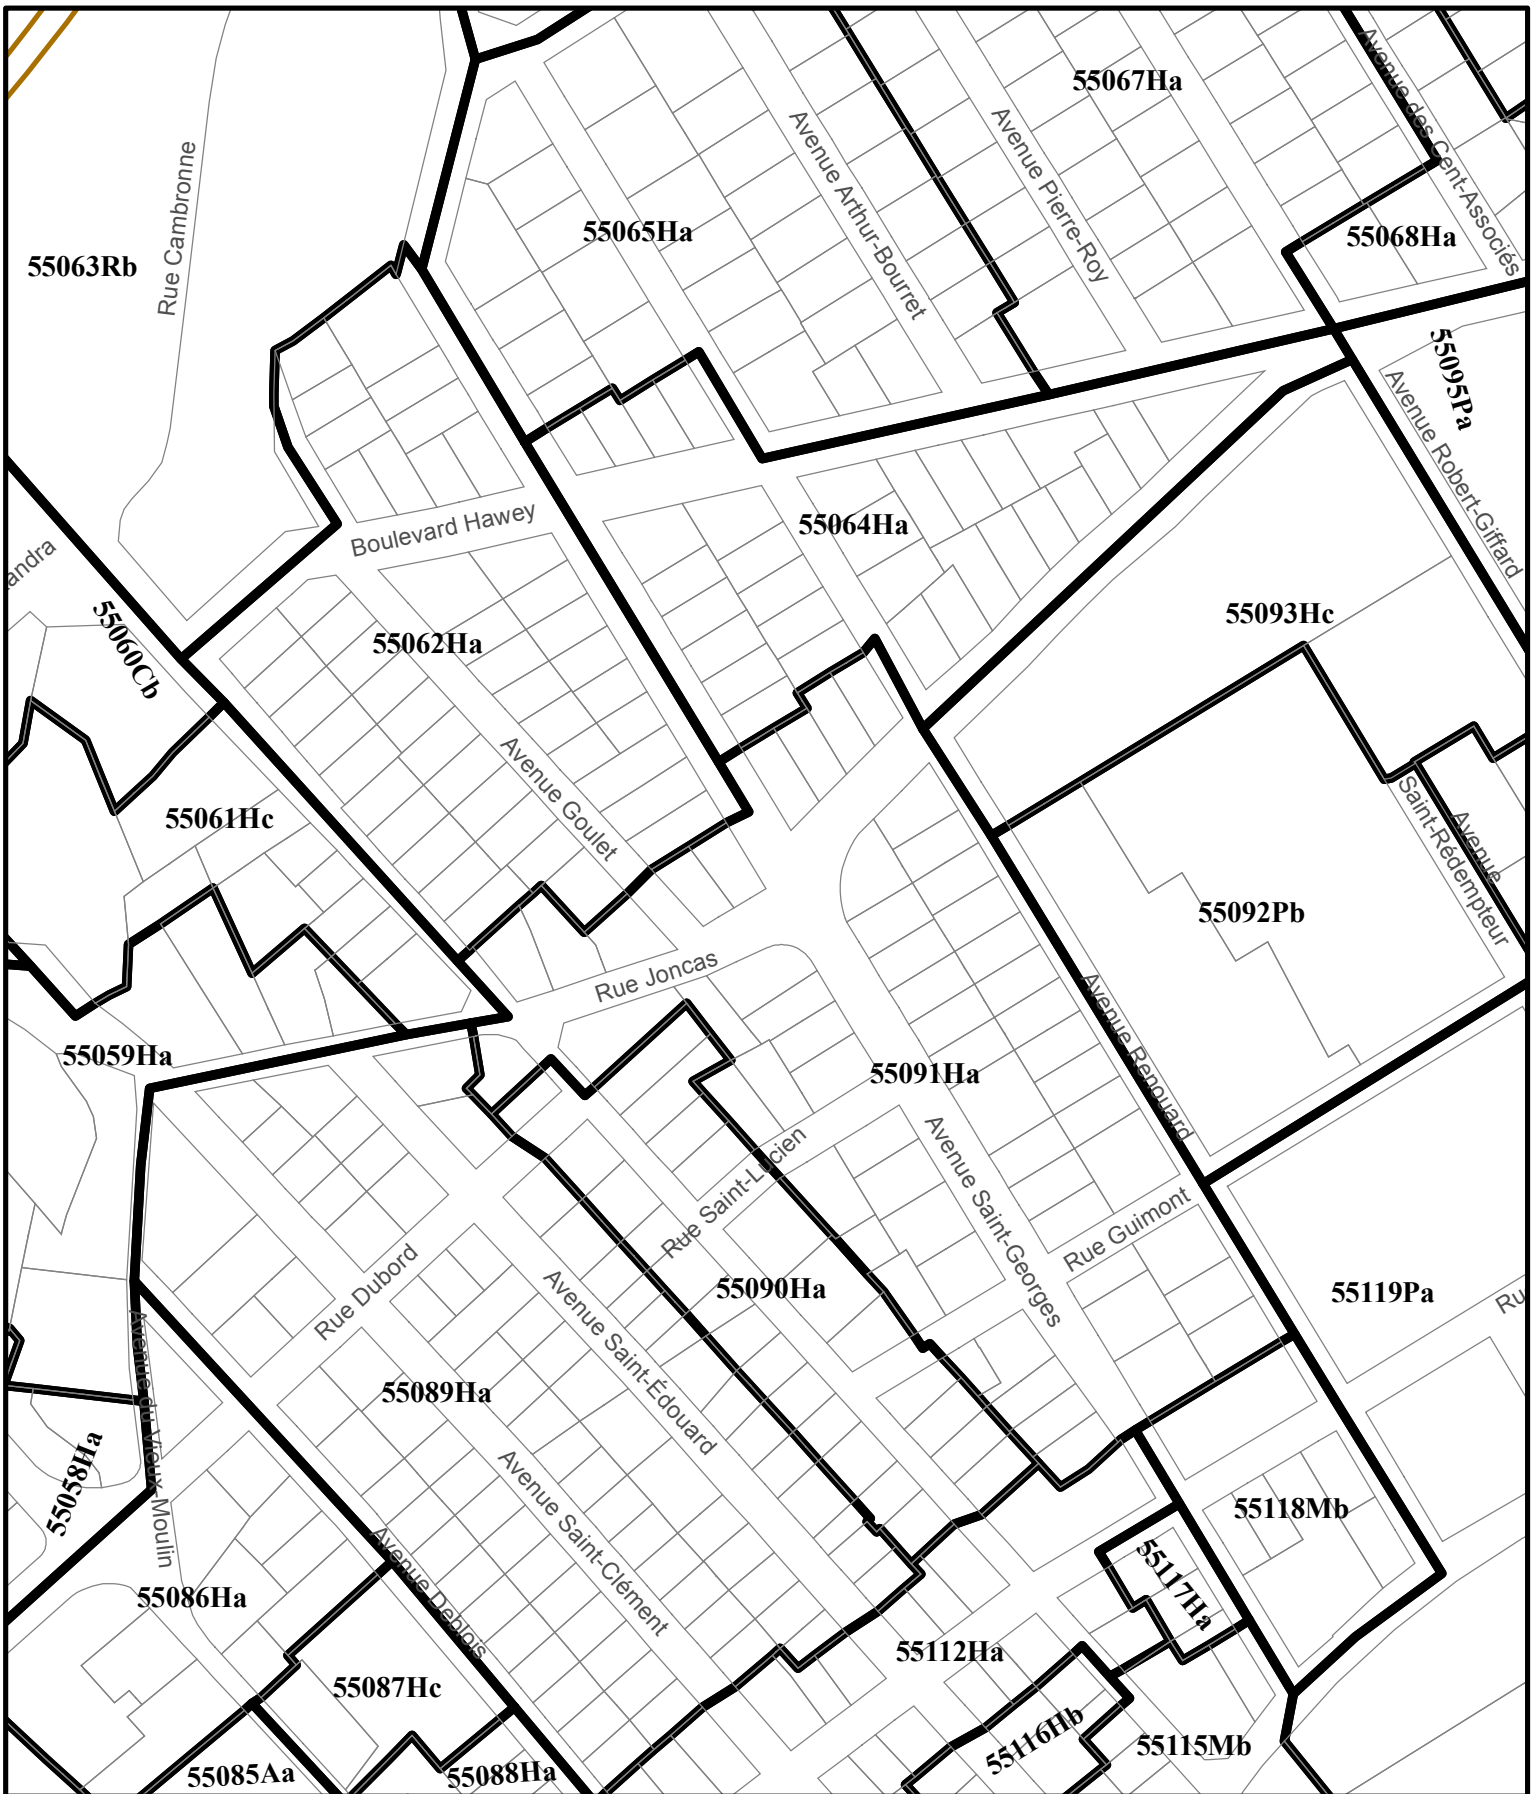 55067Ha
Avenue des Cent-Associés
Avenue Arthur-Bourret
Avenue Pierre-Roy
Rue Cambronne
55065Ha
55068Ha
55063Rb
55095Pa
Avenue Robert-Giffard
Boulevard Hawey
55064Ha
andra
55060Cb
55062Ha
55093Hc
Avenue Goulet
55061Hc
Avenue
Saint-Rédempteur
55092Pb
Rue Joncas
55059Ha
55091Ha
Avenue Renouard
Rue Saint-Lucien
Avenue Saint-Georges
Rue Guimont
Rue Dubord
55090Ha
55119Pa
Ru
Avenue du Vieux-Moulin
Avenue Saint-Édouard
55089Ha
55058Ha
Avenue Saint-Clément
55118Mb
Avenue Deblois
55117Ha
55086Ha
55112Ha
55087Hc
55116Hb
55115Mb
55085Aa
55088Ha